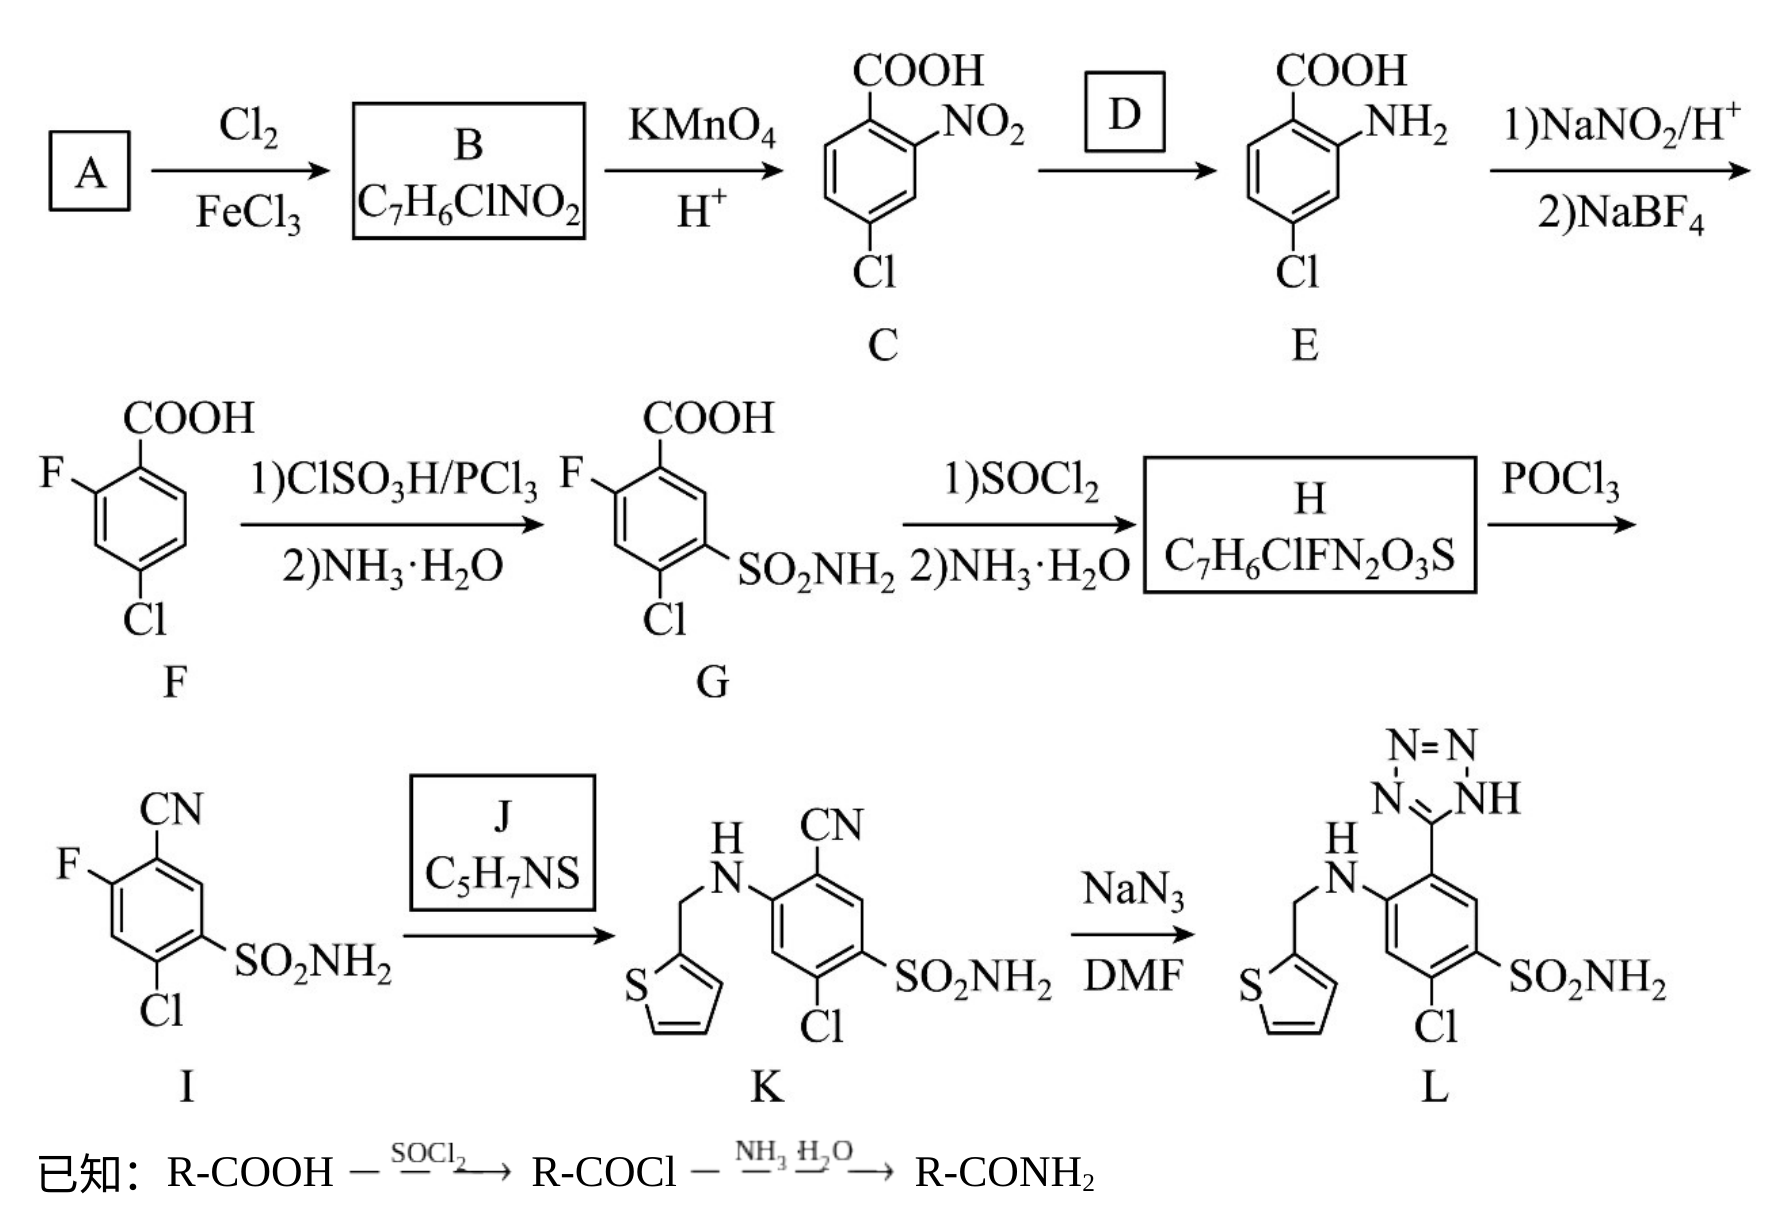 A
Cl₂
FeCl₃
B
C₇H₆ClNO₂
KMnO₄
H⁺
COOH
NO₂
Cl
C
D
COOH
NH₂
Cl
E
1)NaNO₂/H⁺
2)NaBF₄
COOH
F
Cl
F
1)ClSO₃H/PCl₃
2)NH₃·H₂O
COOH
F
SO₂NH₂
Cl
G
1)SOCl₂
2)NH₃·H₂O
H
C₇H₆ClFN₂O₃S
POCl₃
CN
F
SO₂NH₂
Cl
I
J
C₅H₇NS
H
N
CN
S
SO₂NH₂
Cl
K
NaN₃
DMF
N=N
N NH
H
N
S
SO₂NH₂
Cl
L
已知：R-COOH SOCl₂ R-COCl NH₃·H₂O R-CONH₂